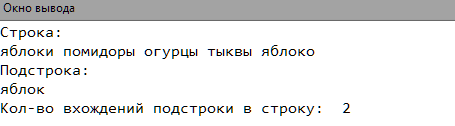 Окно вывода
Строка:
яблоки помидоры огурцы тыквы яблоко
Подстрока:
яблок
Кол-во вхождений подстроки в строку:  2